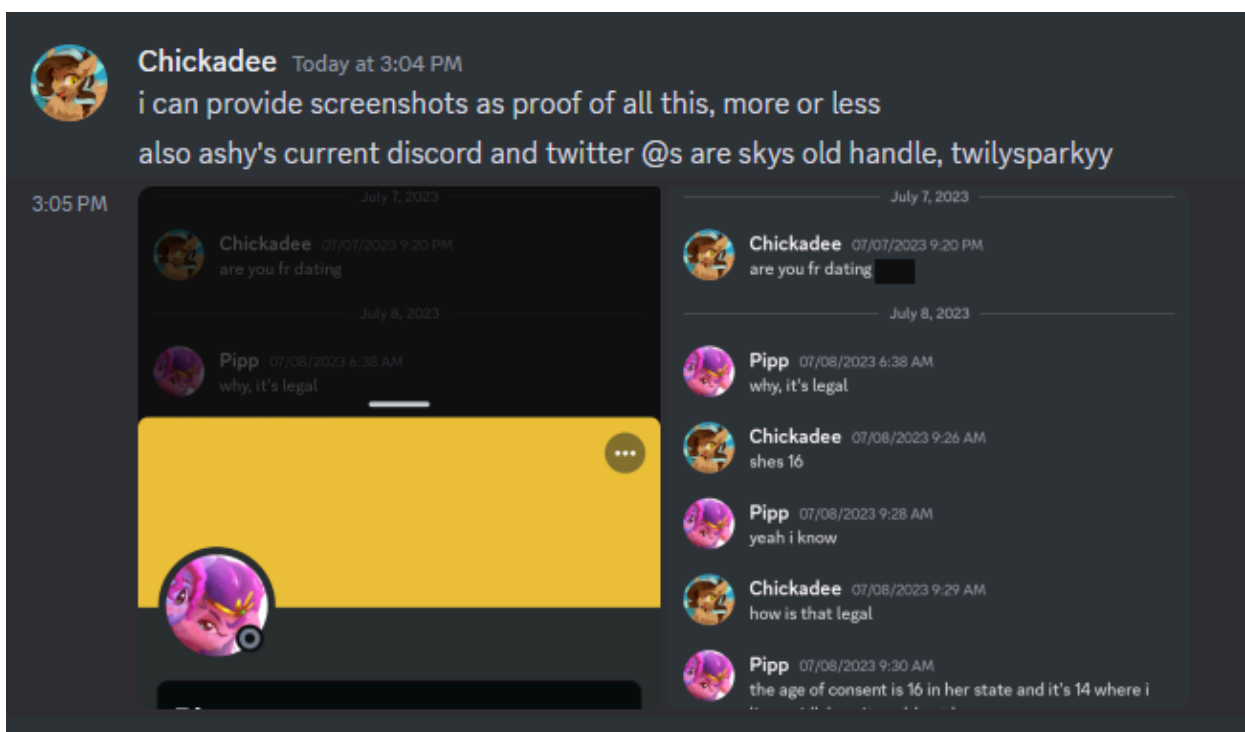 Chickadee Today at 3:04 PM
i can provide screenshots as proof of all this, more or less
also ashy's current discord and twitter @s are skys old handle, twilysparkyy
3:05 PM
July 7, 2023
Chickadee 07/07/2023 9:20 PM
are you fr dating
July 8, 2023
Pipp 07/08/2023 6:38 AM
why, it's legal
July 7, 2023
Chickadee 07/07/2023 9:20 PM
are you fr dating
July 8, 2023
Pipp 07/08/2023 6:38 AM
why, it's legal
Chickadee 07/08/2023 9:26 AM
shes 16
Pipp 07/08/2023 9:28 AM
yeah i know
Chickadee 07/08/2023 9:29 AM
how is that legal
Pipp 07/08/2023 9:30 AM
the age of consent is 16 in her state and it's 14 where i